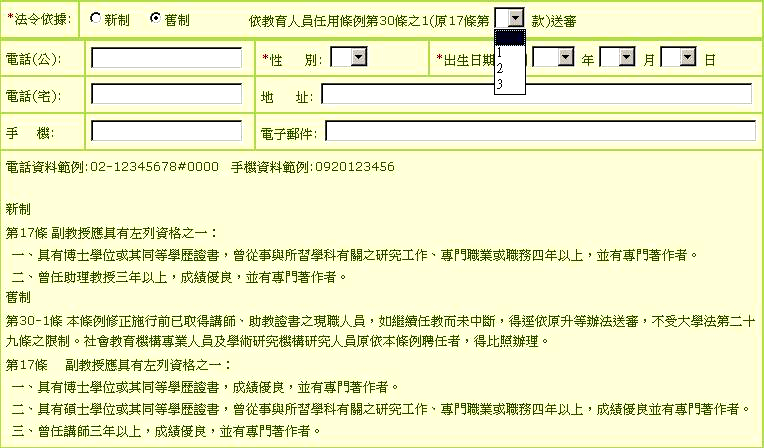 *法令依據: 新制 舊制 依教育人員任用條例第30條之1(原17條第 款)送審
1
2
3
電話(公): *性 別: *出生日期 年 月 日
電話(宅): 地 址:
手 機: 電子郵件:
電話資料範例:02-12345678#0000 手機資料範例:0920123456
新制
第17條 副教授應具有左列資格之一：
一、具有博士學位或其同等學歷證書，曾從事與所習學科有關之研究工作、專門職業或職務四年以上，並有專門著作者。
二、曾任助理教授三年以上，成績優良，並有專門著作者。
舊制
第30-1條 本條例修正施行前已取得講師、助教證書之現職人員，如繼續任教而未中斷，得逕依原升等辦法送審，不受大學法第二十
九條之限制。社會教育機構專業人員及學術研究機構研究人員原依本條例聘任者，得比照辦理。
第17條 副教授應具有左列資格之一：
一、具有博士學位或其同等學歷證書，成績優良，並有專門著作者。
二、具有碩士學位或其同等學歷證書，曾從事與所習學科有關之研究工作、專門職業或職務四年以上，成績優良並有專門著作者。
三、曾任講師三年以上，成績優良，並有專門著作者。